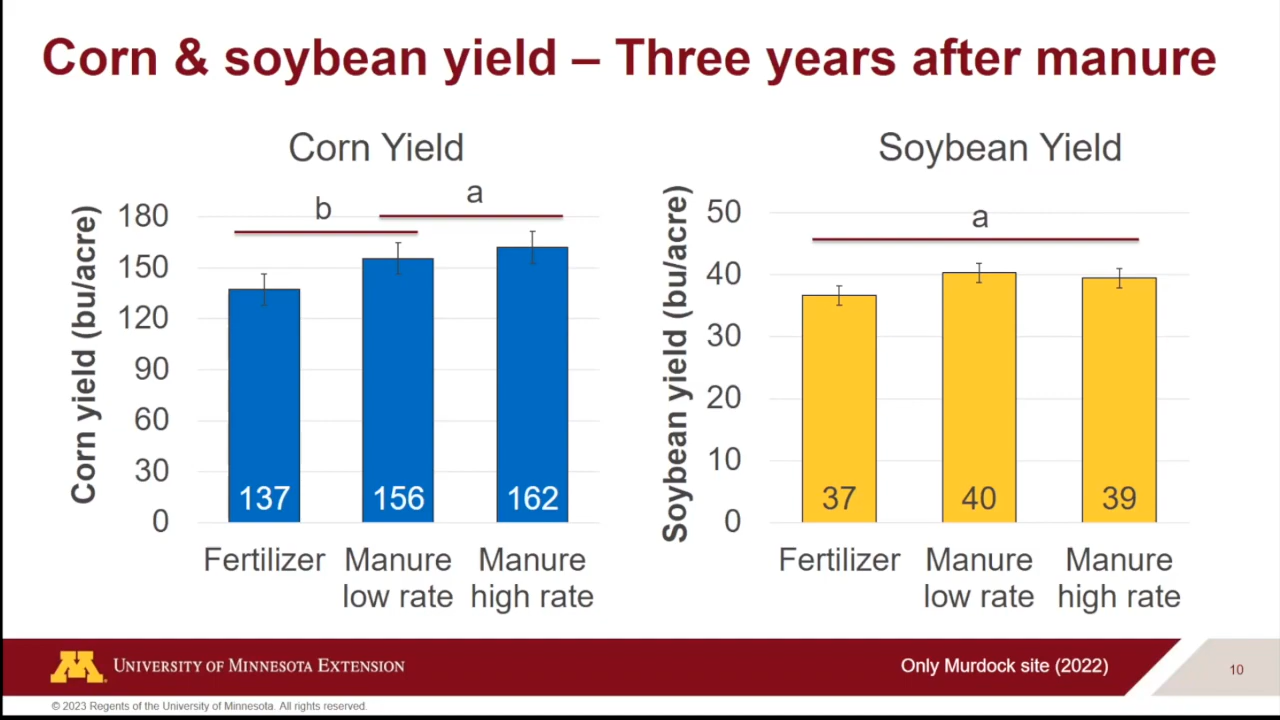 Corn & soybean yield – Three years after manure
Corn Yield
Corn yield (bu/acre)
180
150
120
90
60
30
0
b
a
137
156
162
Fertilizer
Manure
low rate
Manure
high rate
Soybean Yield
Soybean yield (bu/acre)
50
40
30
20
10
0
a
37
40
39
Fertilizer
Manure
low rate
Manure
high rate
M
UNIVERSITY OF MINNESOTA EXTENSION
Only Murdock site (2022)
10
© 2023 Regents of the University of Minnesota. All rights reserved.